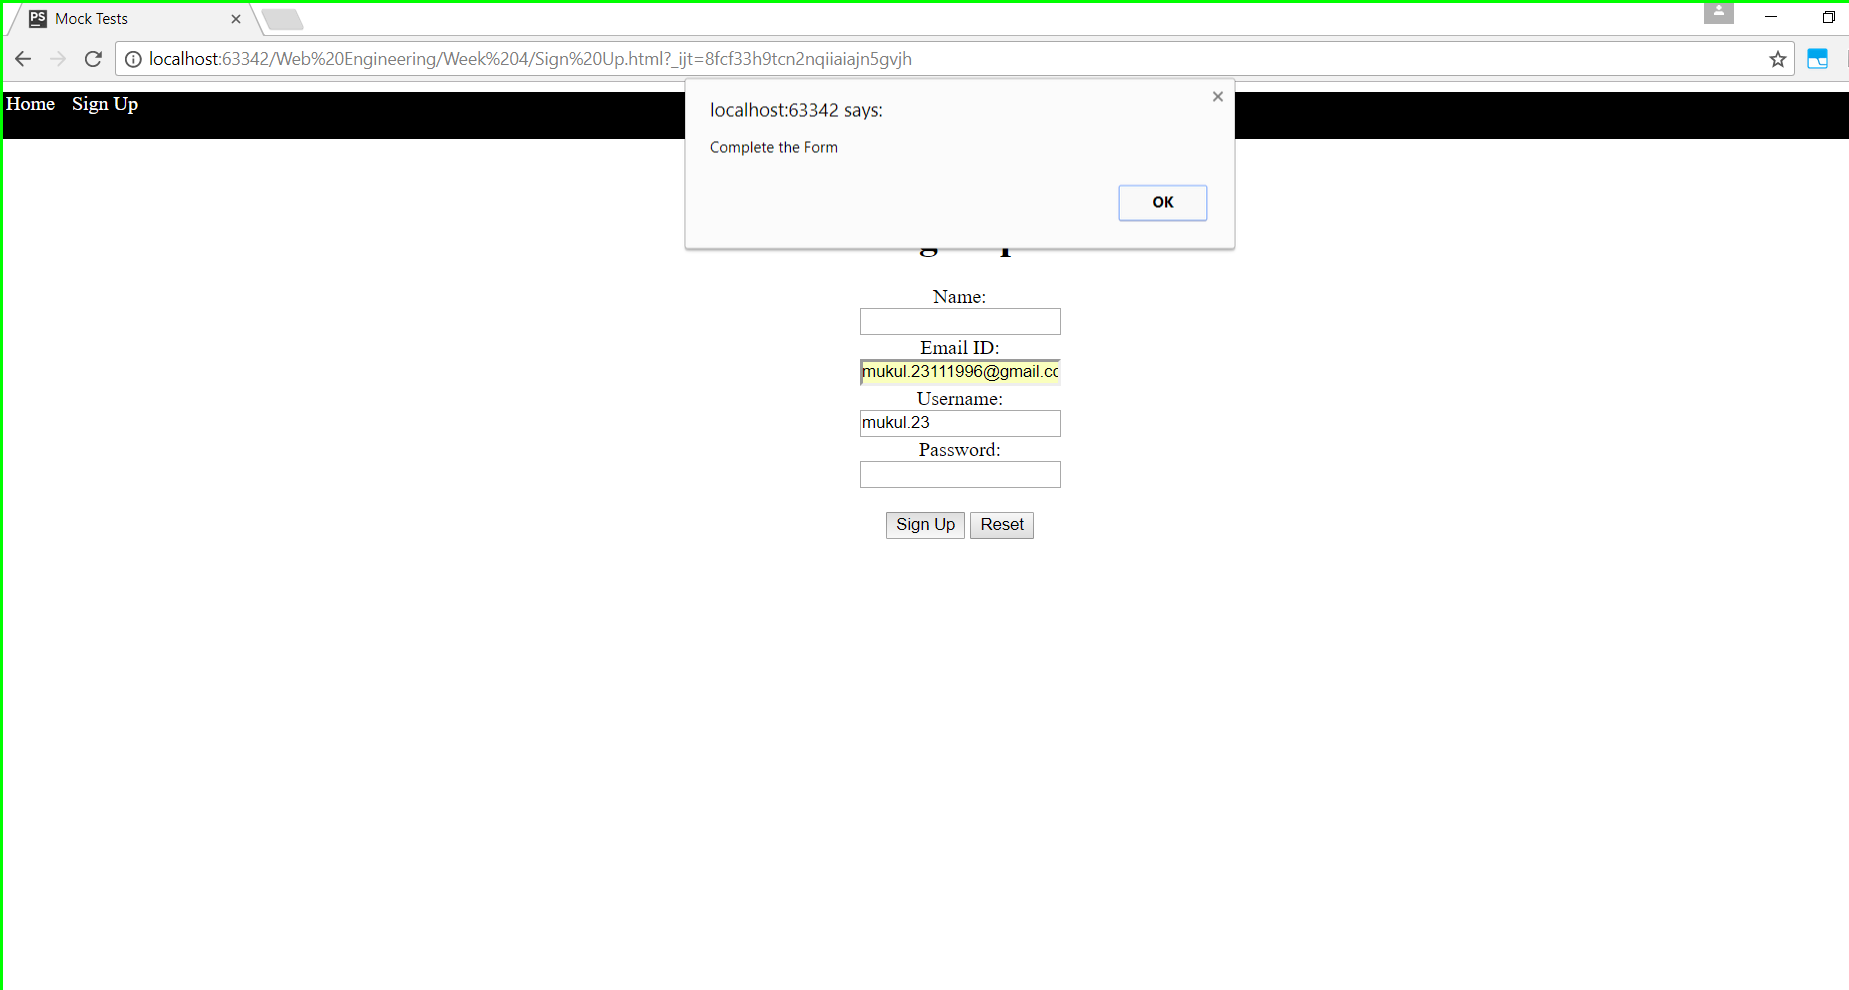 PS Mock Tests
localhost:63342/Web%20Engineering/Week%204/Sign%20Up.html?_ijt=8fcf33h9tcn2nqiiaiajn5gvjh
Home Sign Up
localhost:63342 says:
Complete the Form
OK
Name:
Email ID:
mukul.23111996@gmail.cc
Username:
mukul.23
Password:
Sign Up Reset